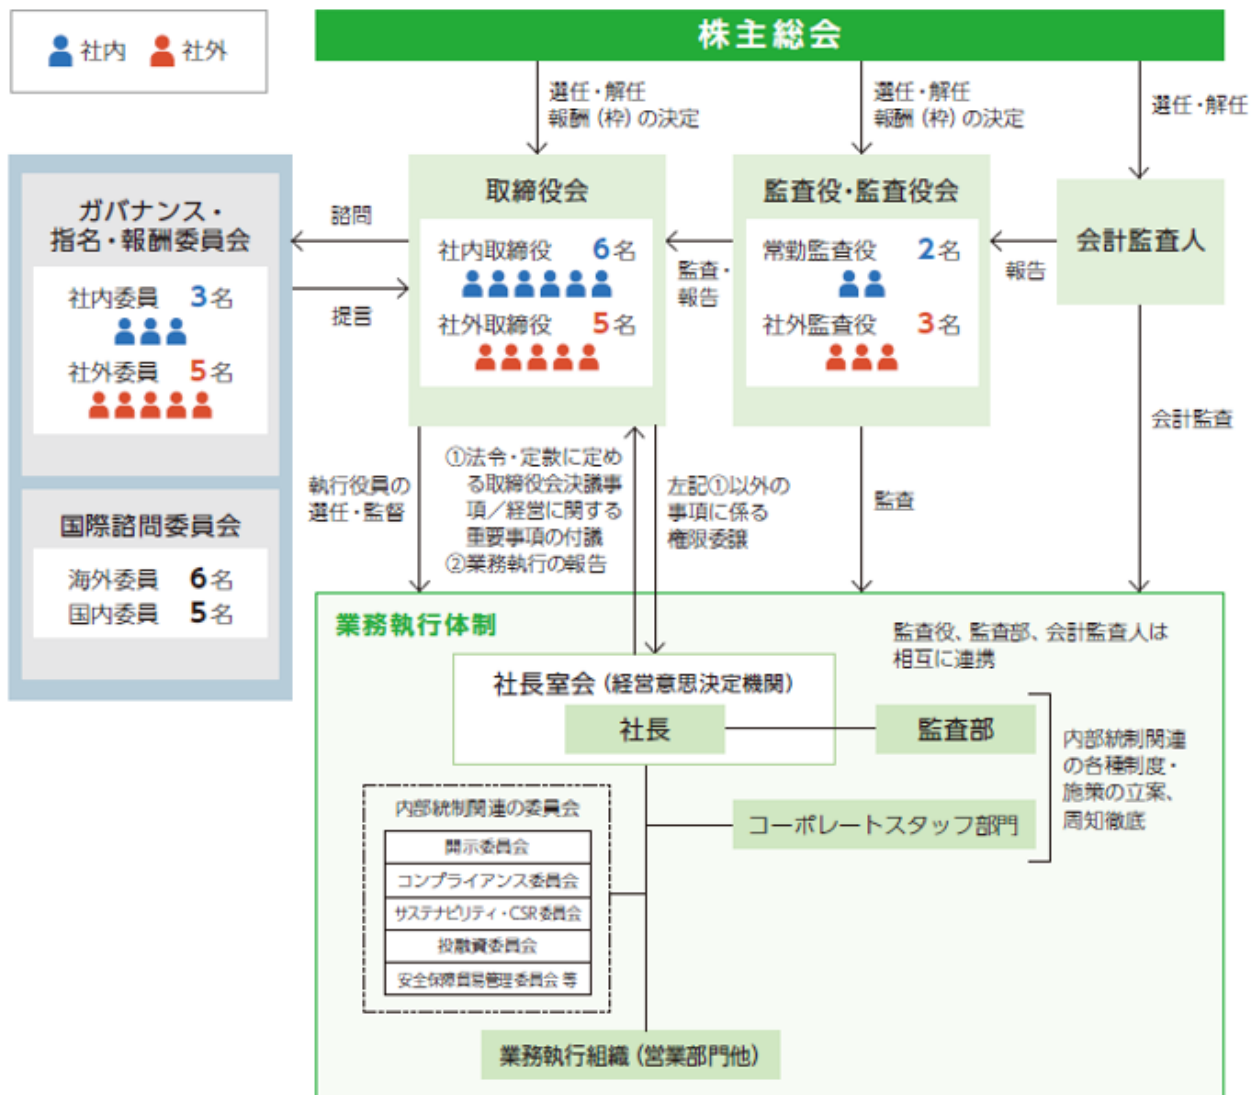 社内 社外
株主総会
選任・解任
報酬（枠）の決定
選任・解任
報酬（枠）の決定
選任・解任
ガバナンス・
指名・報酬委員会
社内委員 3名
社外委員 5名
国際諮問委員会
海外委員 6名
国内委員 5名
諮問
提言
取締役会
社内取締役 6名
社外取締役 5名
監査・
報告
監査役・監査役会
常勤監査役 2名
社外監査役 3名
報告
会計監査人
執行役員の
選任・監督
①法令・定款に定め
る取締役会決議事
項／経営に関する
重要事項の付議
②業務執行の報告
左記①以外の
事項に係る
権限委譲
監査
会計監査
業務執行体制
監査役、監査部、会計監査人は
相互に連携
社長室会（経営意思決定機関）
社長
監査部
コーポレートスタッフ部門
内部統制関連
の各種制度・
施策の立案、
周知徹底
内部統制関連の委員会
開示委員会
コンプライアンス委員会
サステナビリティ・CSR委員会
投融資委員会
安全保障貿易管理委員会 等
業務執行組織（営業部門他）